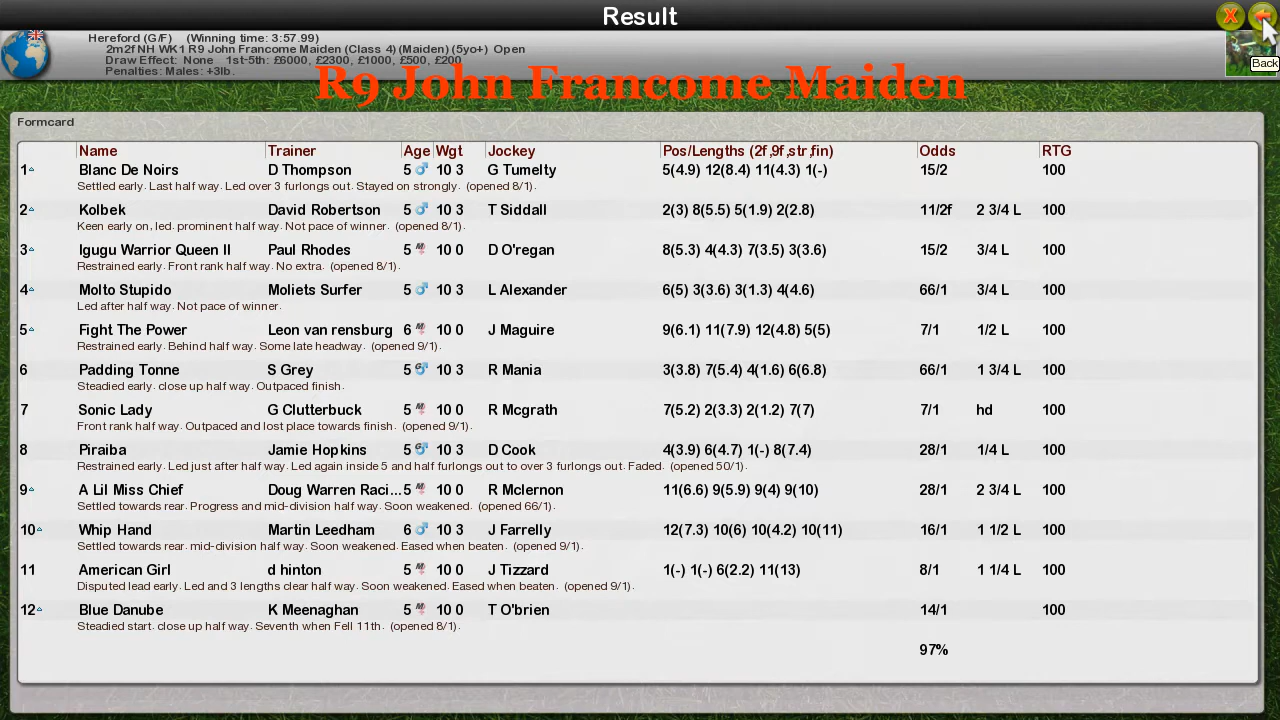 Result
X
Hereford (G/F) (Winning time: 3:57.99)
2m2f NH WK1 R9 John Francome Maiden (Class 4) (Maiden) (5yo+) Open
Draw Effect: None 1st-5th: £6000, £2300, £1000, £500, £200
Penalties: Males: +3lb.
Back
R9 John Francome Maiden
Formcard
Name Trainer Age Wgt Jockey Pos/Lengths (2f,9f,str,fin) Odds RTG
1 Blanc De Noirs D Thompson 5 10 3 G Tumelty 5(4.9) 12(8.4) 11(4.3) 1(-) 15/2 100
Settled early. Last half way. Led over 3 furlongs out. Stayed on strongly. (opened 8/1).
2 Kolbek David Robertson 5 10 3 T Siddall 2(3) 8(5.5) 5(1.9) 2(2.8) 11/2f 2 3/4 L 100
Keen early on, led. prominent half way. Not pace of winner. (opened 8/1).
3 Igugu Warrior Queen II Paul Rhodes 5 10 0 D O'regan 8(5.3) 4(4.3) 7(3.5) 3(3.6) 15/2 3/4 L 100
Restrained early. Front rank half way. No extra. (opened 8/1).
4 Molto Stupido Moliets Surfer 5 10 3 L Alexander 6(5) 3(3.6) 3(1.3) 4(4.6) 66/1 3/4 L 100
Led after half way. Not pace of winner.
5 Fight The Power Leon van rensburg 6 10 0 J Maguire 9(6.1) 11(7.9) 12(4.8) 5(5) 7/1 1/2 L 100
Restrained early. Behind half way. Some late headway. (opened 9/1).
6 Padding Tonne S Grey 5 10 3 R Mania 3(3.8) 7(5.4) 4(1.6) 6(6.8) 66/1 1 3/4 L 100
Steadied early. close up half way. Outpaced finish.
7 Sonic Lady G Clutterbuck 5 10 0 R Mcgrath 7(5.2) 2(3.3) 2(1.2) 7(7) 7/1 hd 100
Front rank half way. Outpaced and lost place towards finish. (opened 9/1).
8 Piraiba Jamie Hopkins 5 10 3 D Cook 4(3.9) 6(4.7) 1(-) 8(7.4) 28/1 1/4 L 100
Restrained early. Led just after half way. Led again inside 5 and half furlongs out to over 3 furlongs out. Faded. (opened 50/1).
9 A Lil Miss Chief Doug Warren Raci... 5 10 0 R Mclernon 11(6.6) 9(5.9) 9(4) 9(10) 28/1 2 3/4 L 100
Settled towards rear. Progress and mid-division half way. Soon weakened. (opened 66/1).
10 Whip Hand Martin Leedham 6 10 3 J Farrelly 12(7.3) 10(6) 10(4.2) 10(11) 16/1 1 1/2 L 100
Settled towards rear. mid-division half way. Soon weakened. Eased when beaten. (opened 9/1).
11 American Girl d hinton 5 10 0 J Tizzard 1(-) 1(-) 6(2.2) 11(13) 8/1 1 1/4 L 100
Disputed lead early. Led and 3 lengths clear half way. Soon weakened. Eased when beaten. (opened 9/1).
12 Blue Danube K Meenaghan 5 10 0 T O'brien 14/1 100
Steadied start. close up half way. Seventh when Fell 11th. (opened 8/1).
97%